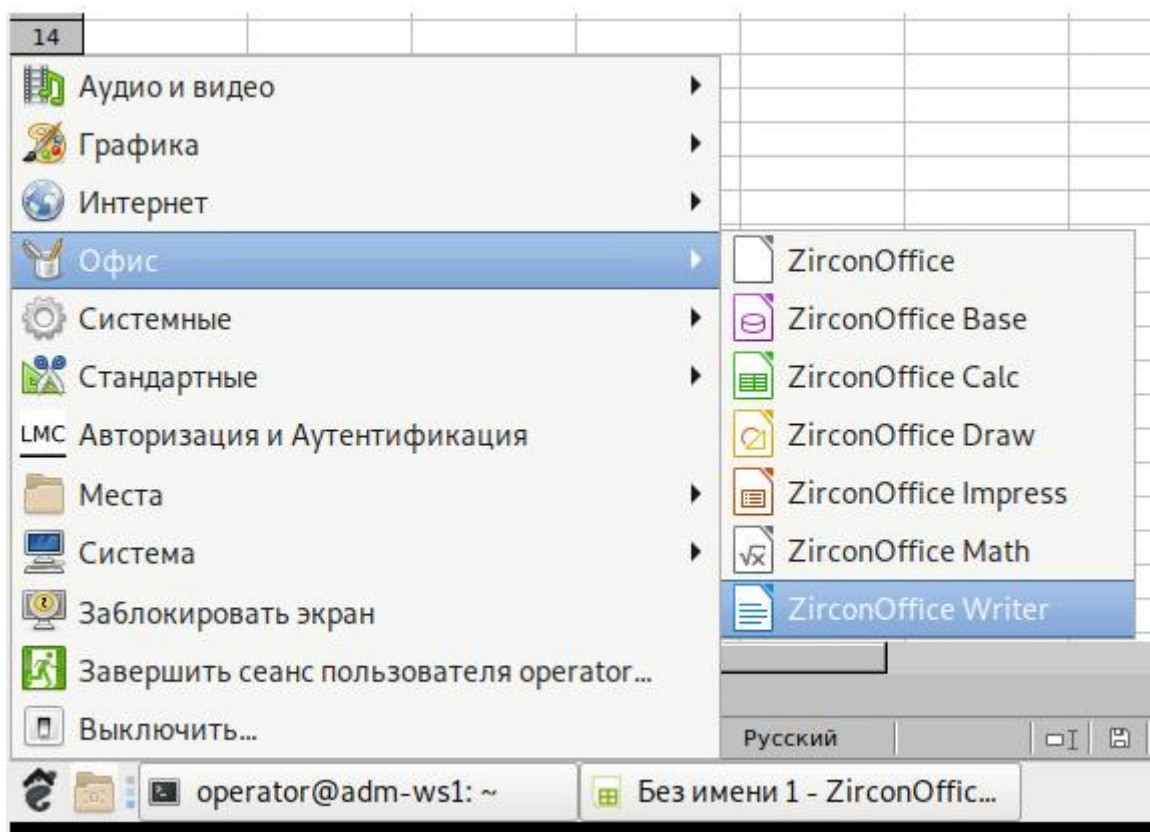 14
Аудио и видео
Графика
Интернет
Офис
Системные
Стандартные
LMC Авторизация и Аутентификация
Места
Система
Заблокировать экран
Завершить сеанс пользователя operator...
Выключить...
ZirconOffice
ZirconOffice Base
ZirconOffice Calc
ZirconOffice Draw
ZirconOffice Impress
√x ZirconOffice Math
ZirconOffice Writer
Русский
operator@adm-ws1: ~
Без имени 1 - ZirconOffic...